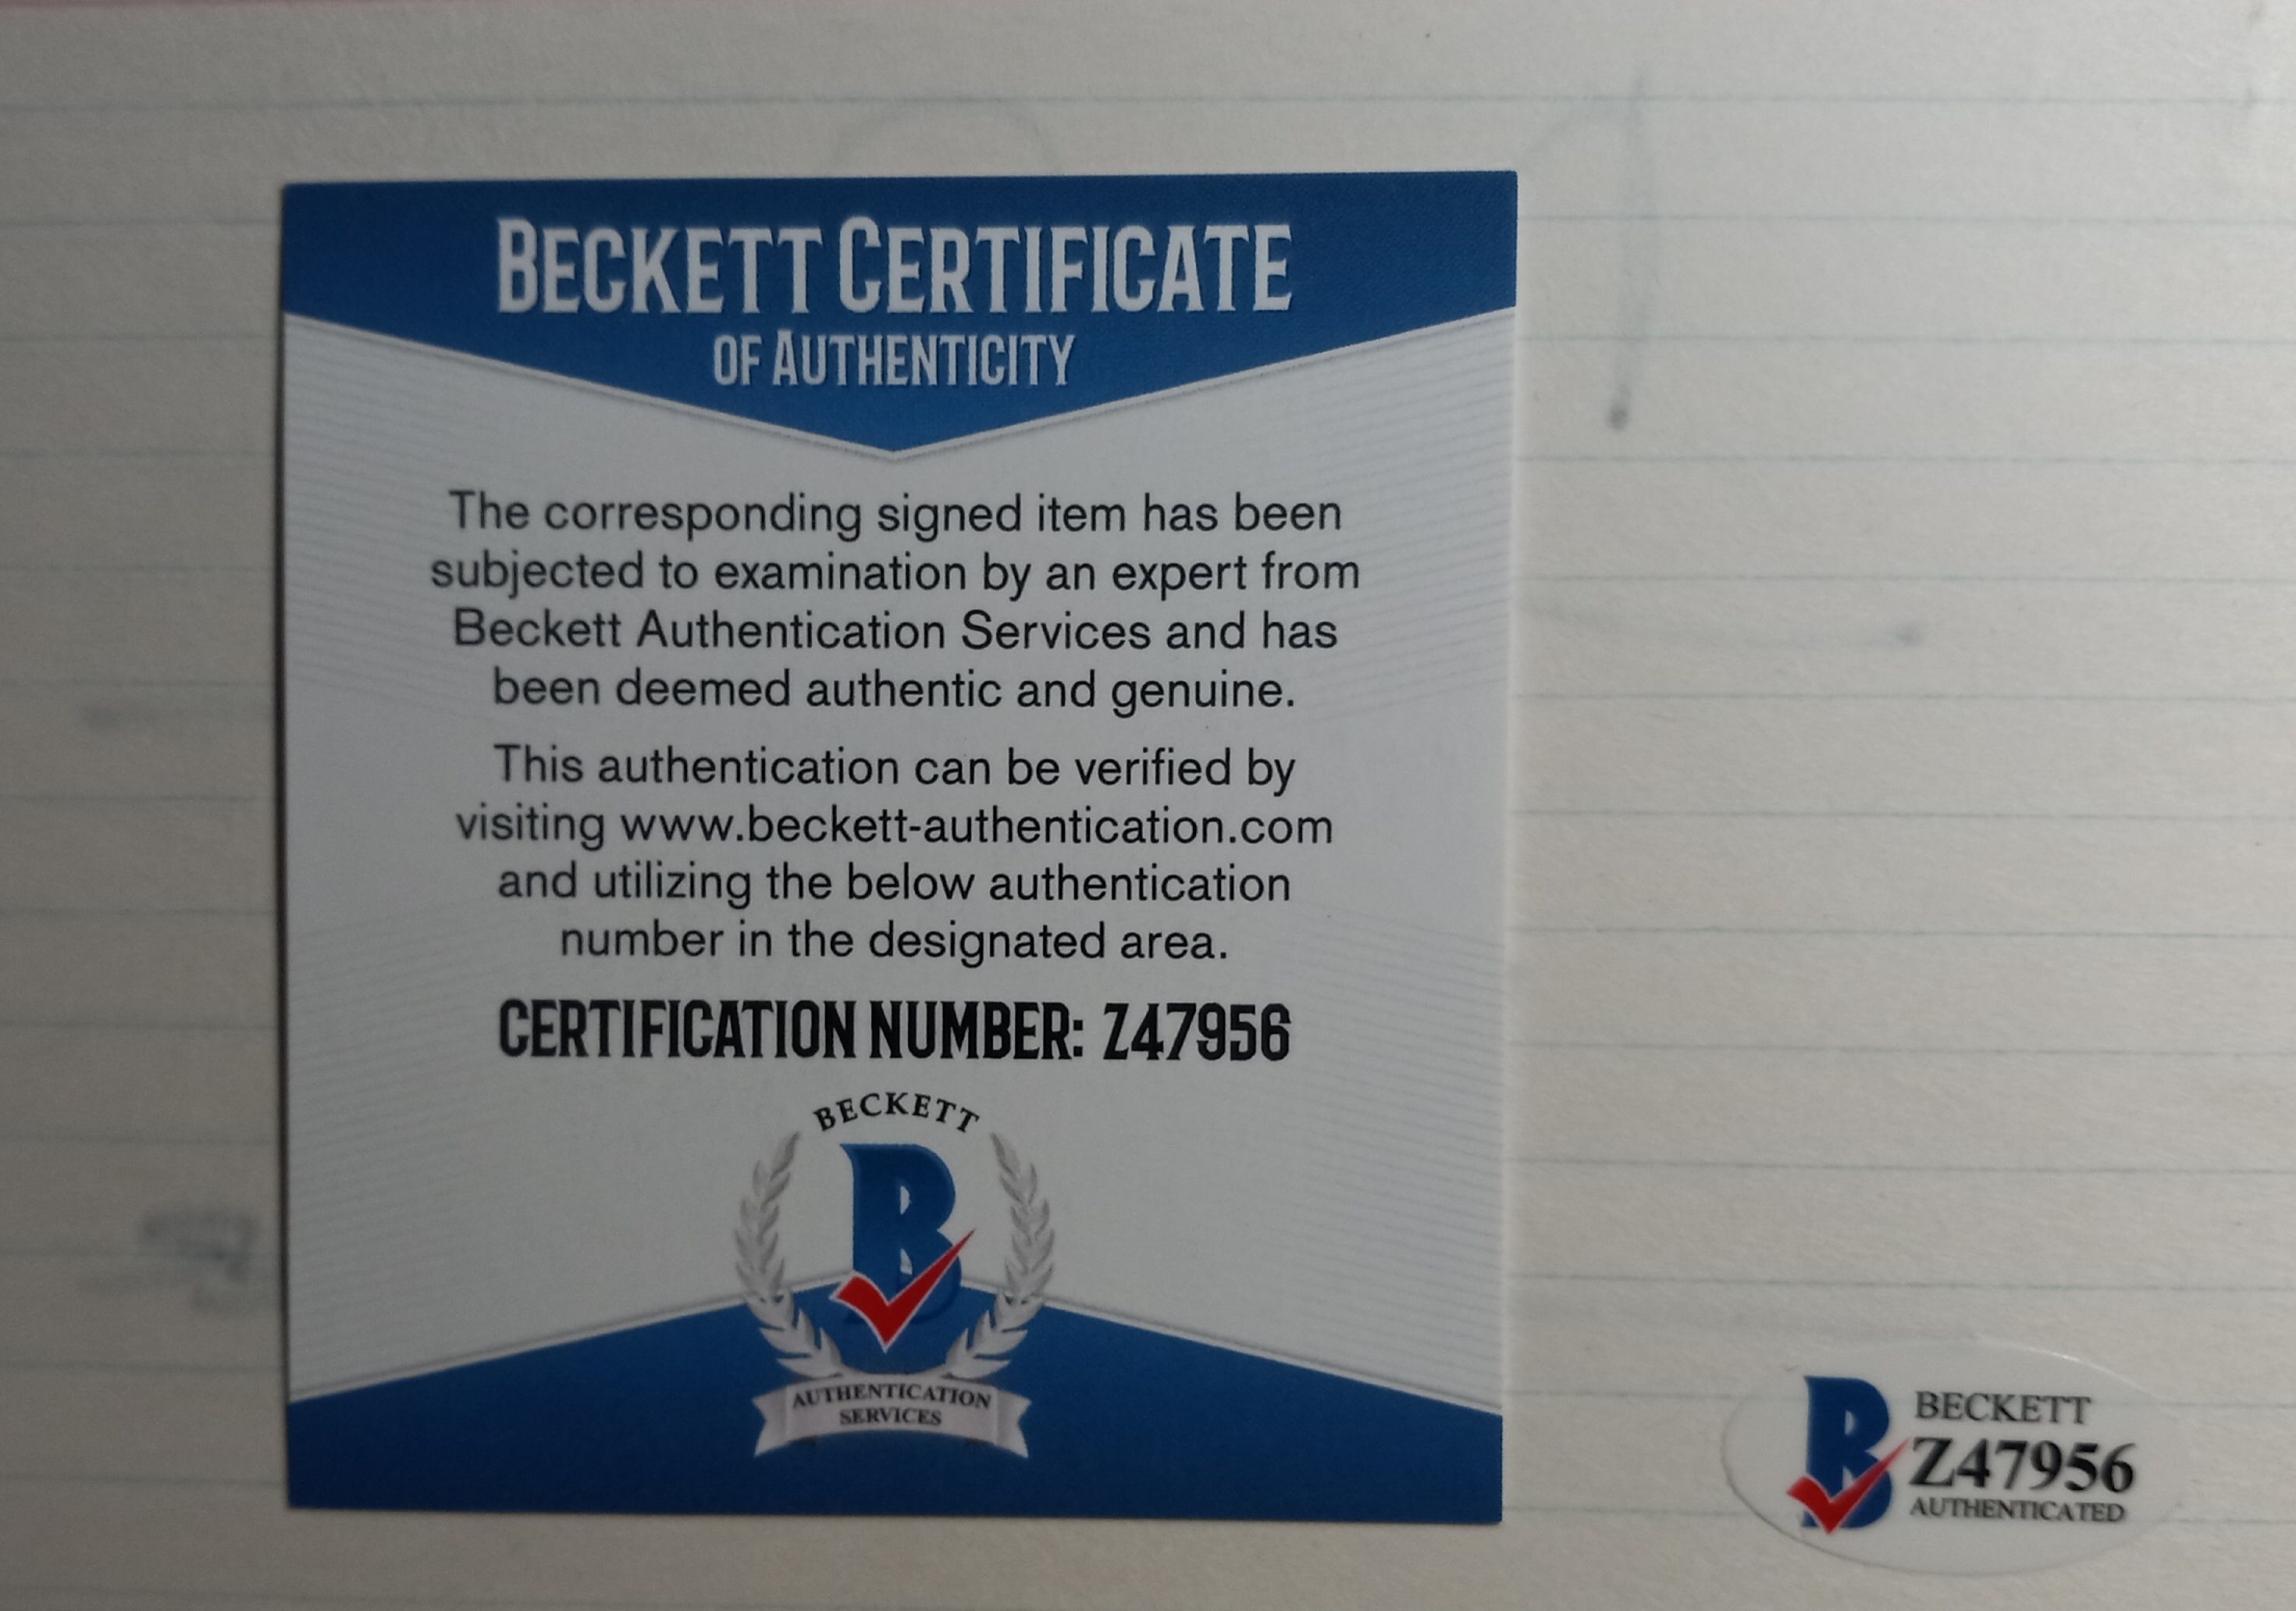 BECKETT CERTIFICATE
OF AUTHENTICITY
The corresponding signed item has been
subjected to examination by an expert from
Beckett Authentication Services and has
been deemed authentic and genuine.
This authentication can be verified by
visiting www.beckett-authentication.com
and utilizing the below authentication
number in the designated area.
CERTIFICATION NUMBER: Z47956
BECKETT
B
AUTHENTICATION
SERVICES
B
BECKETT
Z47956
AUTHENTICATED